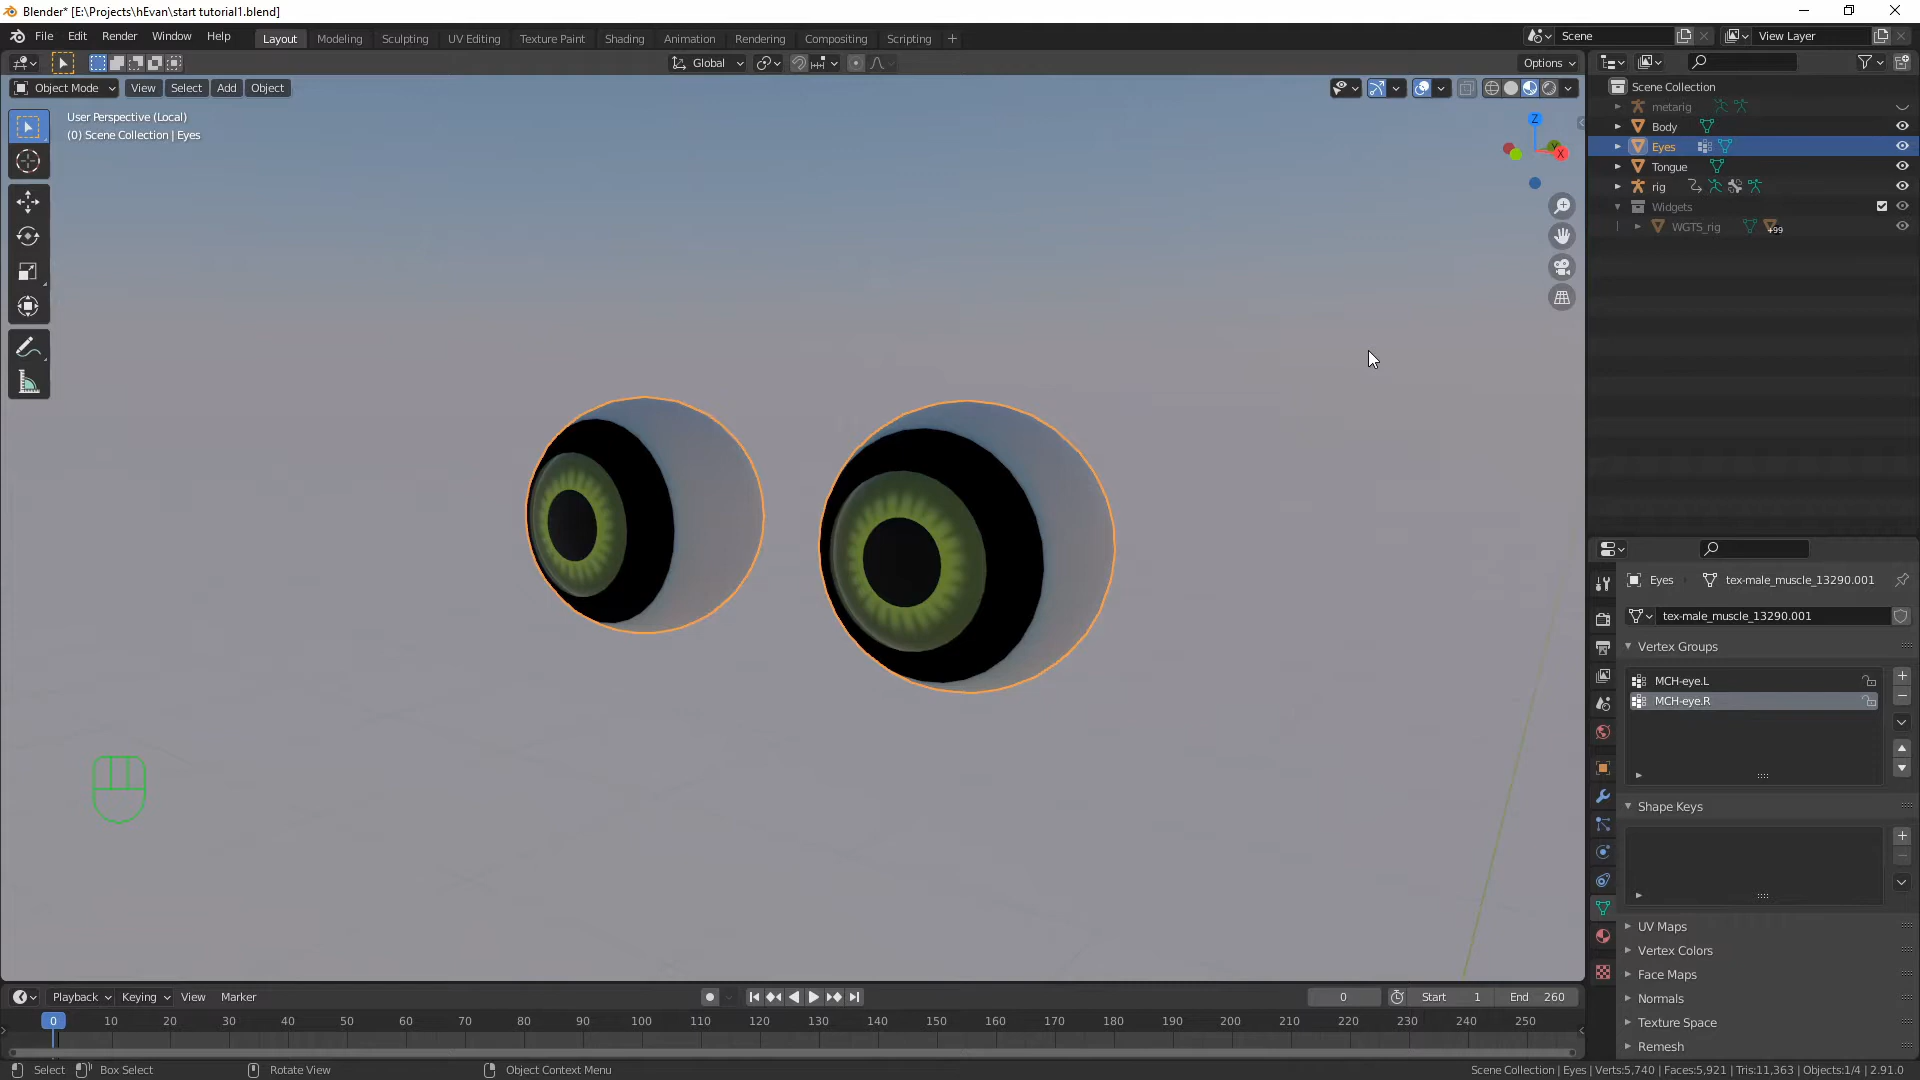 Blender* [E:\Projects\hEvan\start tutorial1.blend]
File Edit Render Window Help Layout Modeling Sculpting UV Editing Texture Paint Shading Animation Rendering Compositing Scripting + Scene View Layer
Global Options
Object Mode View Select Add Object
User Perspective (Local)
(0) Scene Collection | Eyes
Z
Y
X
Scene Collection
metarig
Body
Eyes
Tongue
rig
Widgets
WGTS_rig +99
Eyes tex-male_muscle_13290.001
tex-male_muscle_13290.001
Vertex Groups
MCH-eye.L
MCH-eye.R
Shape Keys
UV Maps
Vertex Colors
Face Maps
Normals
Texture Space
Remesh
Playback Keying View Marker 0 Start 1 End 260
0 10 20 30 40 50 60 70 80 90 100 110 120 130 140 150 160 170 180 190 200 210 220 230 240 250
Select Box Select Rotate View Object Context Menu Scene Collection | Eyes | Verts:5,740 | Faces:5,921 | Tris:11,363 | Objects:1/4 | 2.91.0